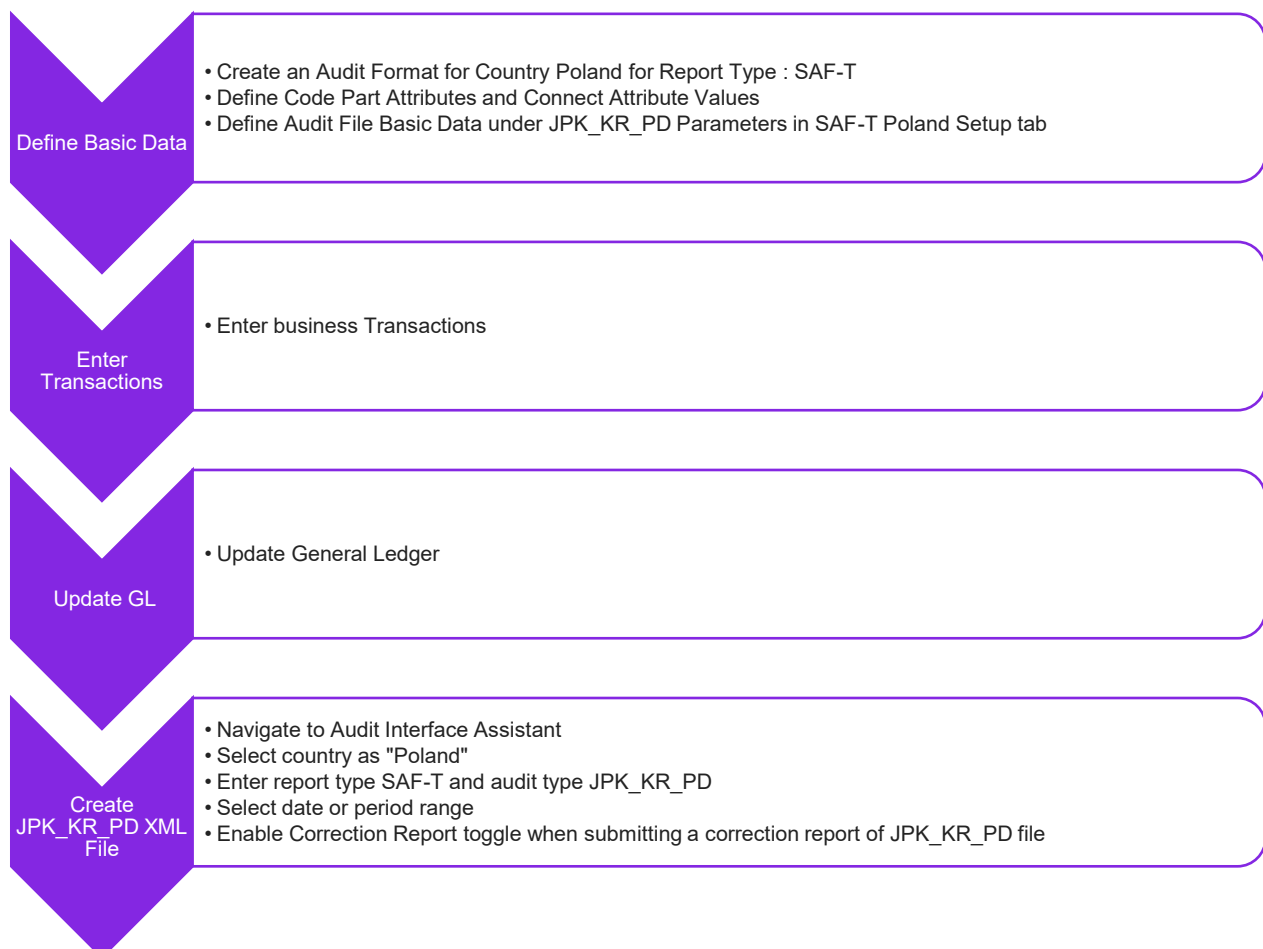 Define Basic Data
• Create an Audit Format for Country Poland for Report Type : SAF-T
• Define Code Part Attributes and Connect Attribute Values
• Define Audit File Basic Data under JPK_KR_PD Parameters in SAF-T Poland Setup tab
Enter
Transactions
• Enter business Transactions
Update GL
• Update General Ledger
Create
JPK_KR_PD XML
File
• Navigate to Audit Interface Assistant
• Select country as "Poland"
• Enter report type SAF-T and audit type JPK_KR_PD
• Select date or period range
• Enable Correction Report toggle when submitting a correction report of JPK_KR_PD file